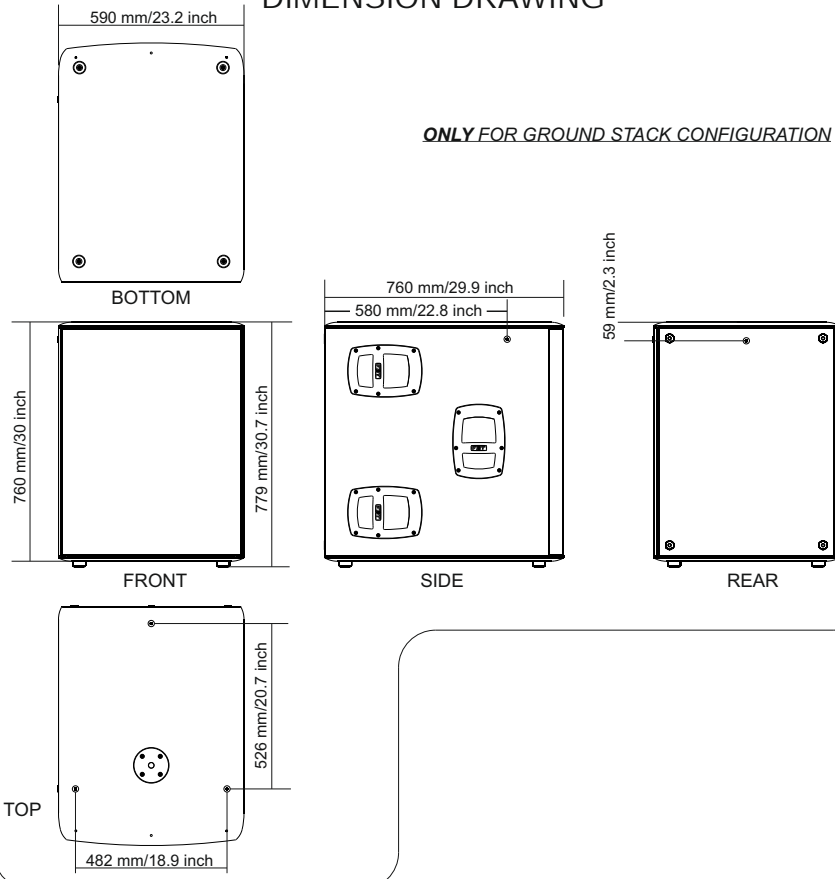 DIMENSION DRAWING
590 mm/23.2 inch
ONLY FOR GROUND STACK CONFIGURATION
BOTTOM
760 mm/30 inch
779 mm/30.7 inch
FRONT
760 mm/29.9 inch
580 mm/22.8 inch
SIDE
59 mm/2.3 inch
REAR
526 mm/20.7 inch
TOP
482 mm/18.9 inch